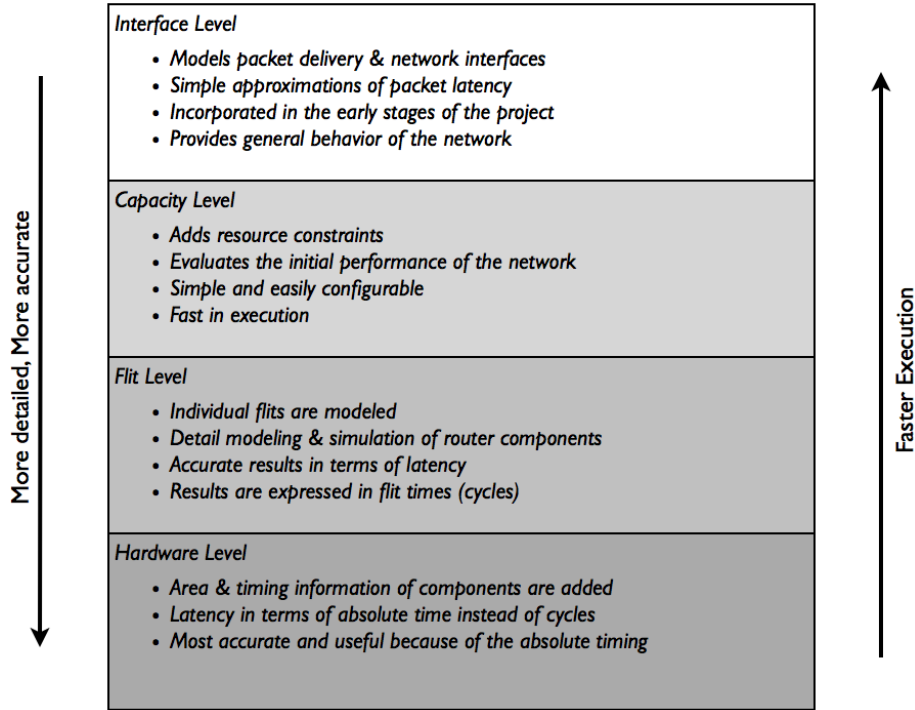 Interface Level
• Models packet delivery & network interfaces
• Simple approximations of packet latency
• Incorporated in the early stages of the project
• Provides general behavior of the network
Capacity Level
• Adds resource constraints
• Evaluates the initial performance of the network
• Simple and easily configurable
• Fast in execution
Flit Level
• Individual flits are modeled
• Detail modeling & simulation of router components
• Accurate results in terms of latency
• Results are expressed in flit times (cycles)
Hardware Level
• Area & timing information of components are added
• Latency in terms of absolute time instead of cycles
• Most accurate and useful because of the absolute timing
More detailed, More accurate
Faster Execution